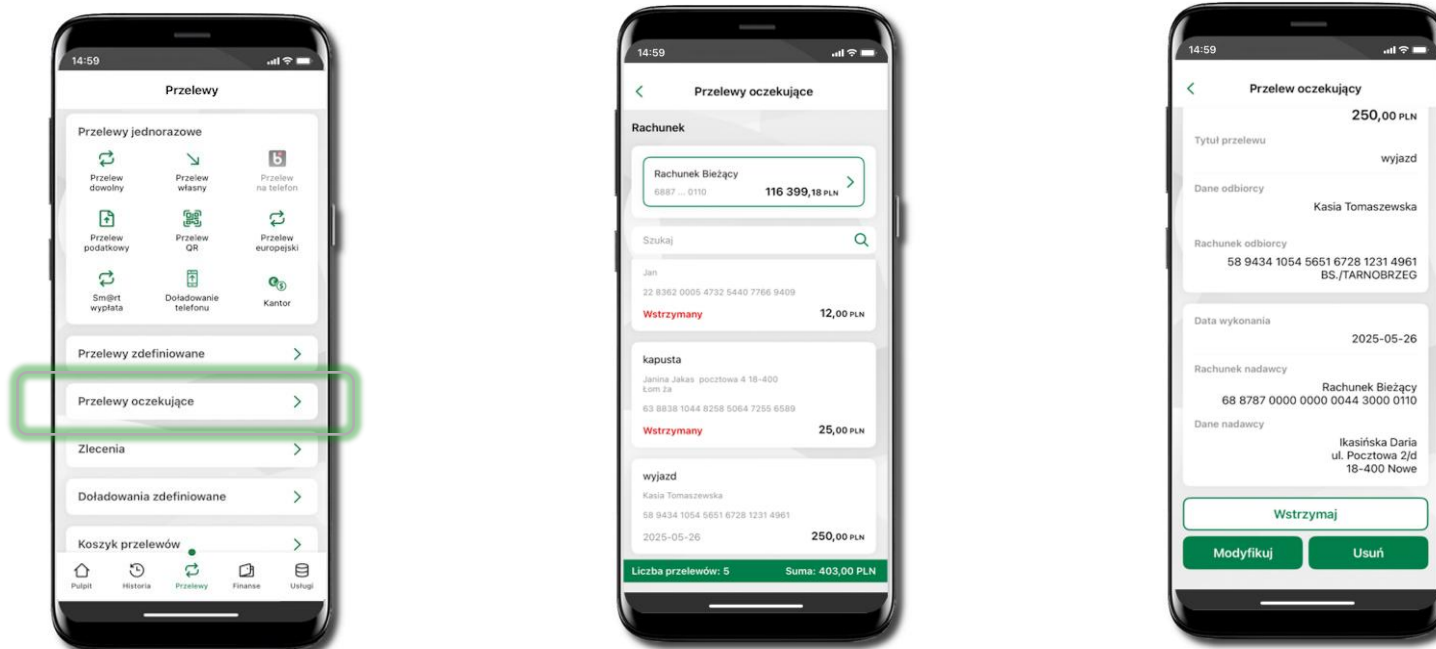 14:59
Przelewy
Przelewy jednorazowe
Przelew dowolny
Przelew własny
Przelew na telefon
Przelew podatkowy
Przelew QR
Przelew europejski
Sm@rt wypłata
Doładowanie telefonu
Kantor
Przelewy zdefiniowane
Przelewy oczekujące
Zlecenia
Doładowania zdefiniowane
Koszyk przelewów
Pulpit
Historia
Przelewy
Finanse
Usługi
14:59
Przelewy oczekujące
Rachunek
Rachunek Bieżący
6887 ... 0110 116 399,18 PLN
Szukaj
Jan
22 8362 0005 4732 5440 7766 9409
Wstrzymany 12,00 PLN
kapusta
Janina Jakas pocztowa 4 18-400
Łom ża
63 8838 1044 8258 5064 7255 6589
Wstrzymany 25,00 PLN
wyjazd
Kasia Tomaszewska
58 9434 1054 5651 6728 1231 4961
2025-05-26 250,00 PLN
Liczba przelewów: 5 Suma: 403,00 PLN
14:59
Przelew oczekujący
250,00 PLN
Tytuł przelewu
wyjazd
Dane odbiorcy
Kasia Tomaszewska
Rachunek odbiorcy
58 9434 1054 5651 6728 1231 4961
BS./TARNOBRZEG
Data wykonania
2025-05-26
Rachunek nadawcy
Rachunek Bieżący
68 8787 0000 0000 0044 3000 0110
Dane nadawcy
Ikasińska Daria
ul. Pocztowa 2/d
18-400 Nowe
Wstrzymaj
Modyfikuj
Usuń